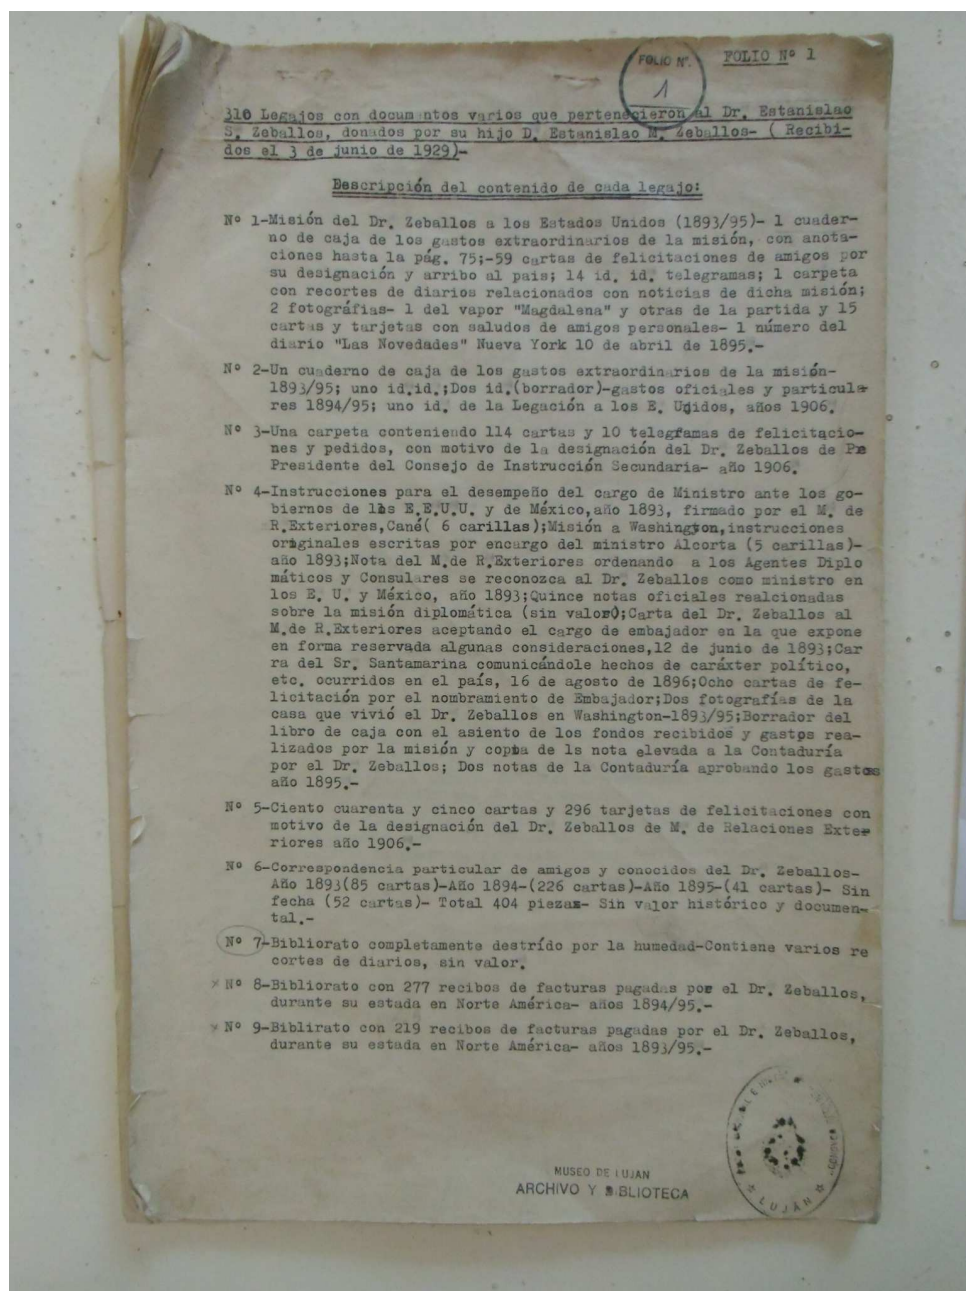 FOLIO Nº.
1
FOLIO Nº 1
310 Legajos con documentos varios que pertenecieron al Dr. Estanislao
S. Zeballos, donados por su hijo D. Estanislao M. Zeballos- ( Recibi-
dos el 3 de junio de 1929)-
Descripción del contenido de cada legajo:
Nº 1-Misión del Dr. Zeballos a los Estados Unidos (1893/95)- 1 cuader-
no de caja de los gastos extraordinarios de la misión, con anota-
ciones hasta la pág. 75;-59 cartas de felicitaciones de amigos por
su designación y arribo al pais; 14 id. id. telegramas; 1 carpeta
con recortes de diarios relacionados con noticias de dicha misión;
2 fotográfias- 1 del vapor "Magdalena" y otras de la partida y 15
cartas y tarjetas con saludos de amigos personales- 1 número del
diario "Las Novedades" Nueva York 10 de abril de 1895.-
Nº 2-Un cuaderno de caja de los gastos extraordinarios de la misión-
1893/95; uno id.id.;Dos id.(borrador)-gastos oficiales y particula-
res 1894/95; uno id. de la Legación a los E. Unidos, años 1906.
Nº 3-Una carpeta conteniendo 114 cartas y 10 telegramas de felicitacio-
nes y pedidos, con motivo de la designación del Dr. Zeballos de Pre
Presidente del Consejo de Instrucción Secundaria- año 1906.
Nº 4-Instrucciones para el desempeño del cargo de Ministro ante los go-
biernos de los E.E.U.U. y de México,año 1893, firmado por el M. de
R.Exteriores,Cané( 6 carillas);Misión a Washington,instrucciones
originales escritas por encargo del ministro Alcorta (5 carillas)-
año 1893;Nota del M.de R.Exteriores ordenando a los Agentes Diplo
máticos y Consulares se reconozca al Dr. Zeballos como ministro en
los E. U. y México, año 1893;Quince notas oficiales realcionadas
sobre la misión diplomática (sin valor);Carta del Dr. Zeballos al
M.de R.Exteriores aceptando el cargo de embajador en la que expone
en forma reservada algunas consideraciones,12 de junio de 1893;Car
ra del Sr. Santamarina comunicándole hechos de caráxter político,
etc. ocurridos en el país, 16 de agosto de 1896;Ocho cartas de fe-
licitación por el nombramiento de Embajador;Dos fotografías de la
casa que vivió el Dr. Zeballos en Washington-1893/95;Borrador del
libro de caja con el asiento de los fondos recibidos y gastos rea-
lizados por la misión y copia de ls nota elevada a la Contaduría
por el Dr. Zeballos; Dos notas de la Contaduría aprobando los gastos
año 1895.-
Nº 5-Ciento cuarenta y cinco cartas y 296 tarjetas de felicitaciones con
motivo de la designación del Dr. Zeballos de M. de Relaciones Exte-
riores año 1906.-
Nº 6-Correspondencia particular de amigos y conocidos del Dr. Zeballos-
Año 1893(85 cartas)-Año 1894-(226 cartas)-Año 1895-(41 cartas)- Sin
fecha (52 cartas)- Total 404 piezas- Sin valor histórico y documen-
tal.-
Nº 7-Bibliorato completamente destrído por la humedad-Contiene varios re
cortes de diarios, sin valor.
× Nº 8-Bibliorato con 277 recibos de facturas pagadas por el Dr. Zeballos,
durante su estada en Norte América- años 1894/95.-
× Nº 9-Biblirato con 219 recibos de facturas pagadas por el Dr. Zeballos,
durante su estada en Norte América- años 1893/95.-
MUSEO DE LUJAN
ARCHIVO Y BIBLIOTECA
LUJÁN